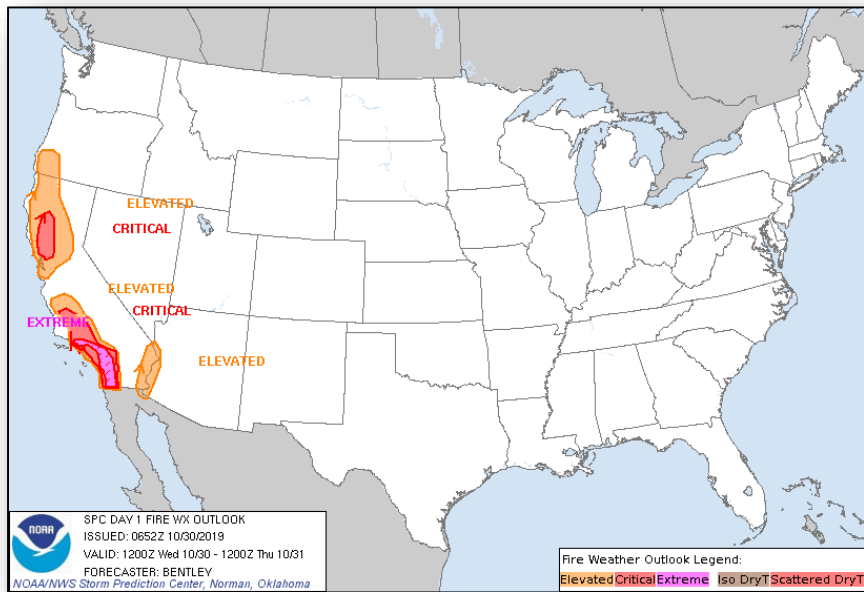 ELEVATED
CRITICAL
ELEVATED
CRITICAL
EXTREME
ELEVATED
NOAA
SPC DAY 1 FIRE WX OUTLOOK
ISSUED: 0652Z 10/30/2019
VALID: 1200Z Wed 10/30 - 1200Z Thu 10/31
FORECASTER: BENTLEY
NOAA/NWS Storm Prediction Center, Norman, Oklahoma
Fire Weather Outlook Legend:
Elevated Critical Extreme Iso DryT Scattered DryT